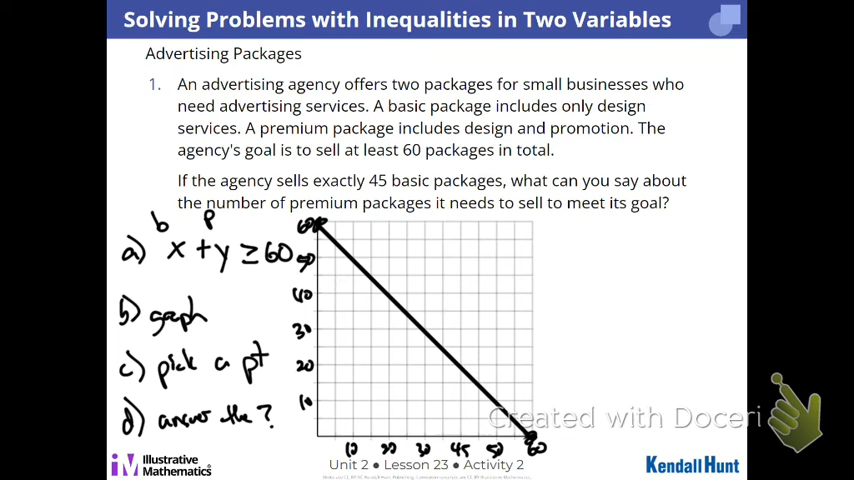 Solving Problems with Inequalities in Two Variables
Advertising Packages
1. An advertising agency offers two packages for small businesses who
need advertising services. A basic package includes only design
services. A premium package includes design and promotion. The
agency's goal is to sell at least 60 packages in total.
If the agency sells exactly 45 basic packages, what can you say about
the number of premium packages it needs to sell to meet its goal?
b p
a) x + y ≥ 60
b) graph
c) pick a pt
d) answer the ?
60
50
40
30
20
10
10 20 30 45 50 60
Created with Doceri
Illustrative
Mathematics®
Unit 2 • Lesson 23 • Activity 2
Kendall Hunt